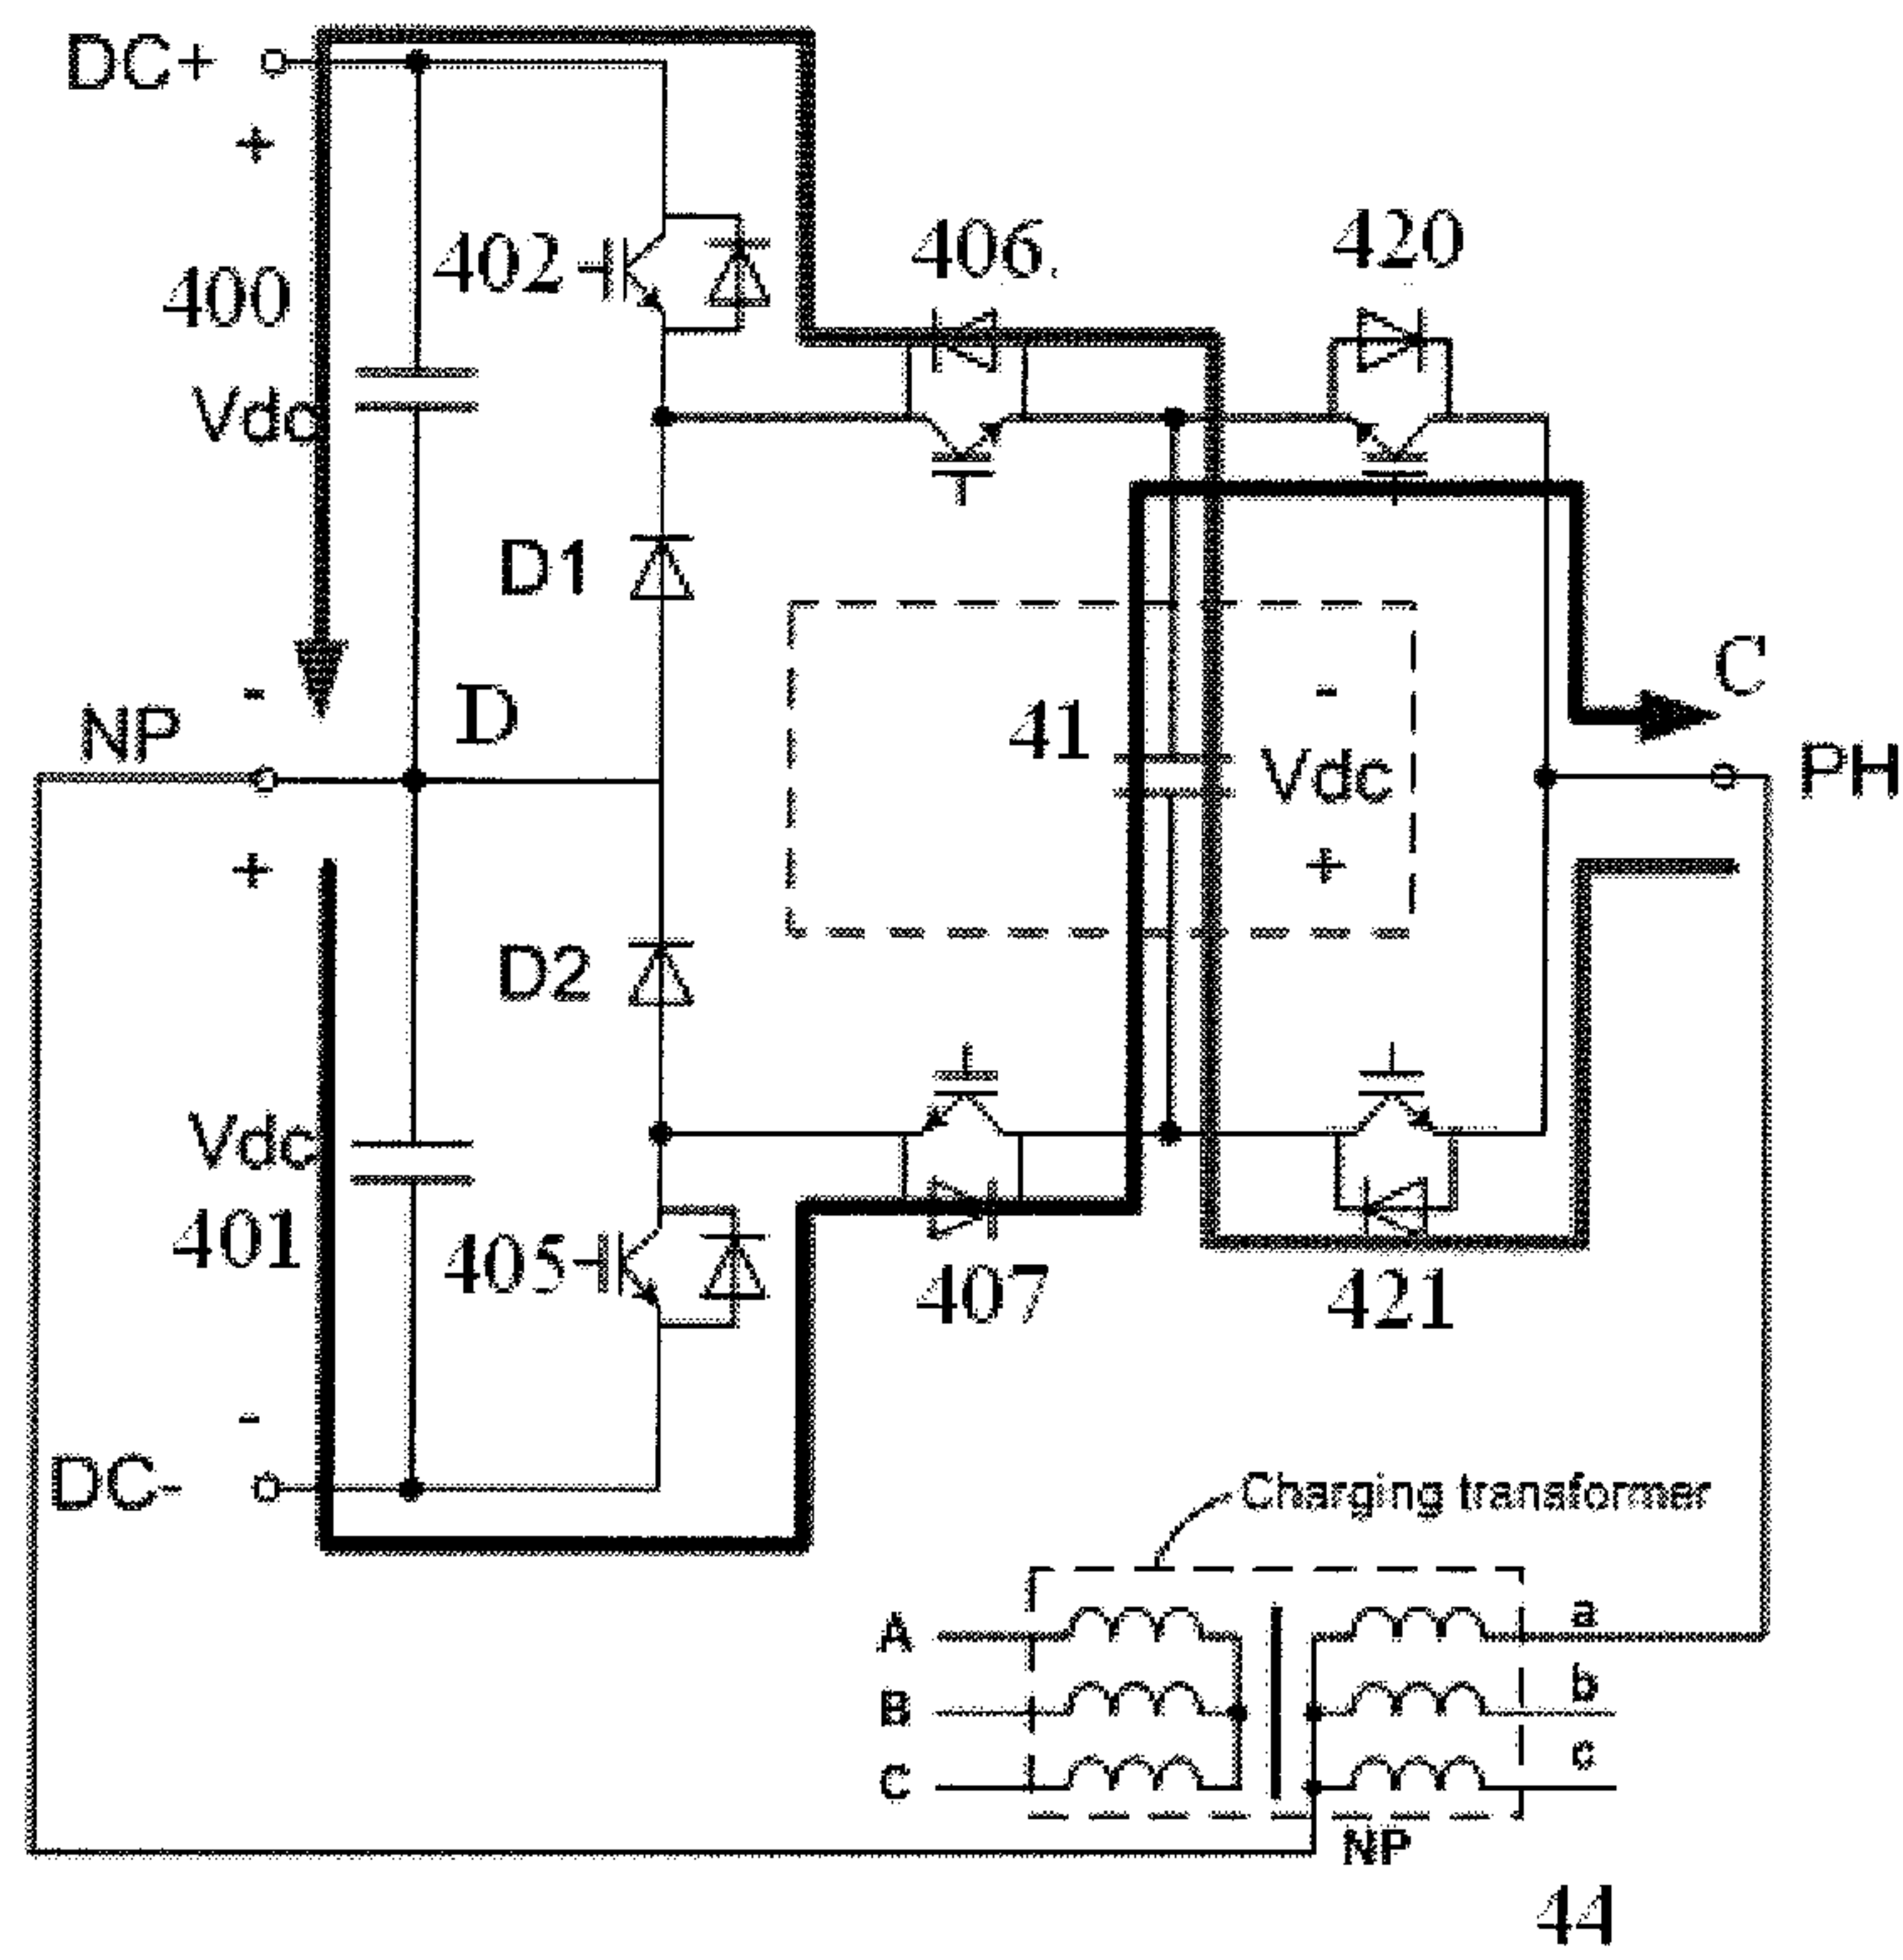 DC+
+
402
406.
420
400
Vdc
D1
C
-
D
41
-
NP
Vdc
PH
+
+
D2
Vdc
401
405
407
421
-
DC-
Charging transformer
A
a
B
b
C
c
NP
44